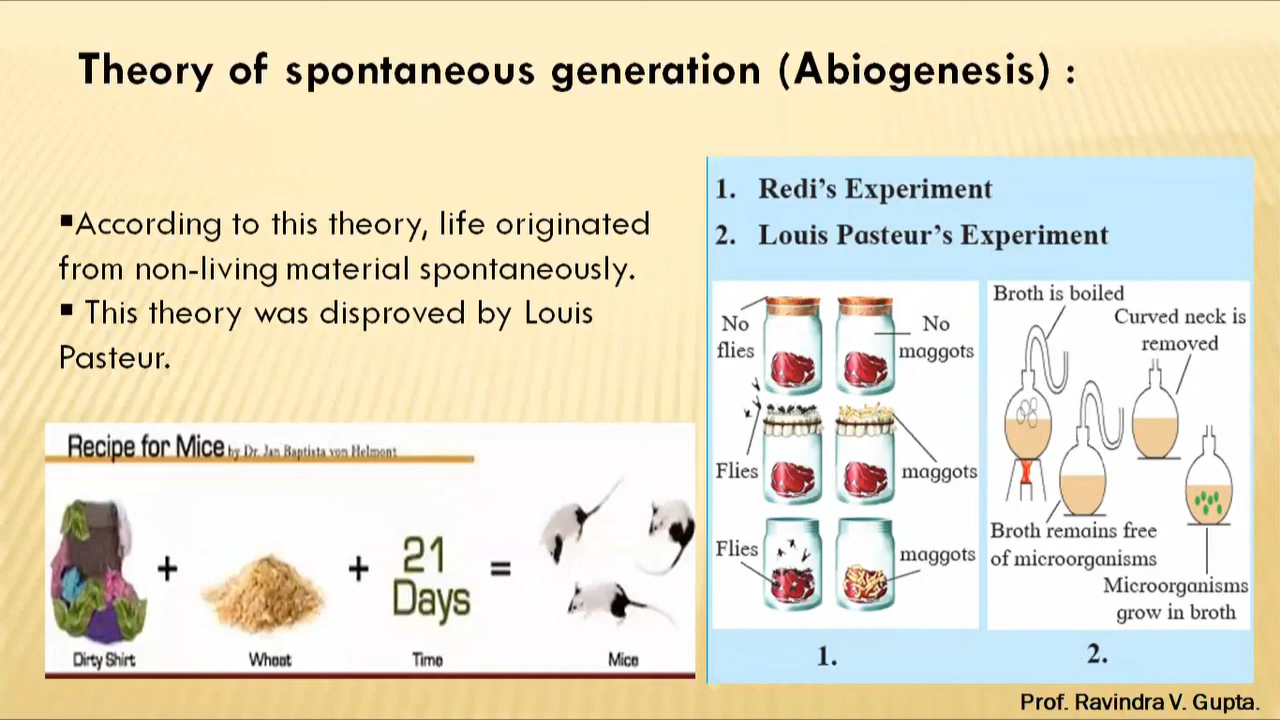 Theory of spontaneous generation (Abiogenesis) :
▪According to this theory, life originated
from non-living material spontaneously.
▪ This theory was disproved by Louis
Pasteur.
Recipe for Mice by Dr. Jan Baptista von Helmont
+
+
21
Days
=
Dirty Shirt
Wheat
Time
Mice
1. Redi's Experiment
2. Louis Pasteur's Experiment
No
flies
No
maggots
Flies
maggots
Flies
maggots
1.
Broth is boiled
Curved neck is
removed
Broth remains free
of microorganisms
Microorganisms
grow in broth
2.
Prof. Ravindra V. Gupta.